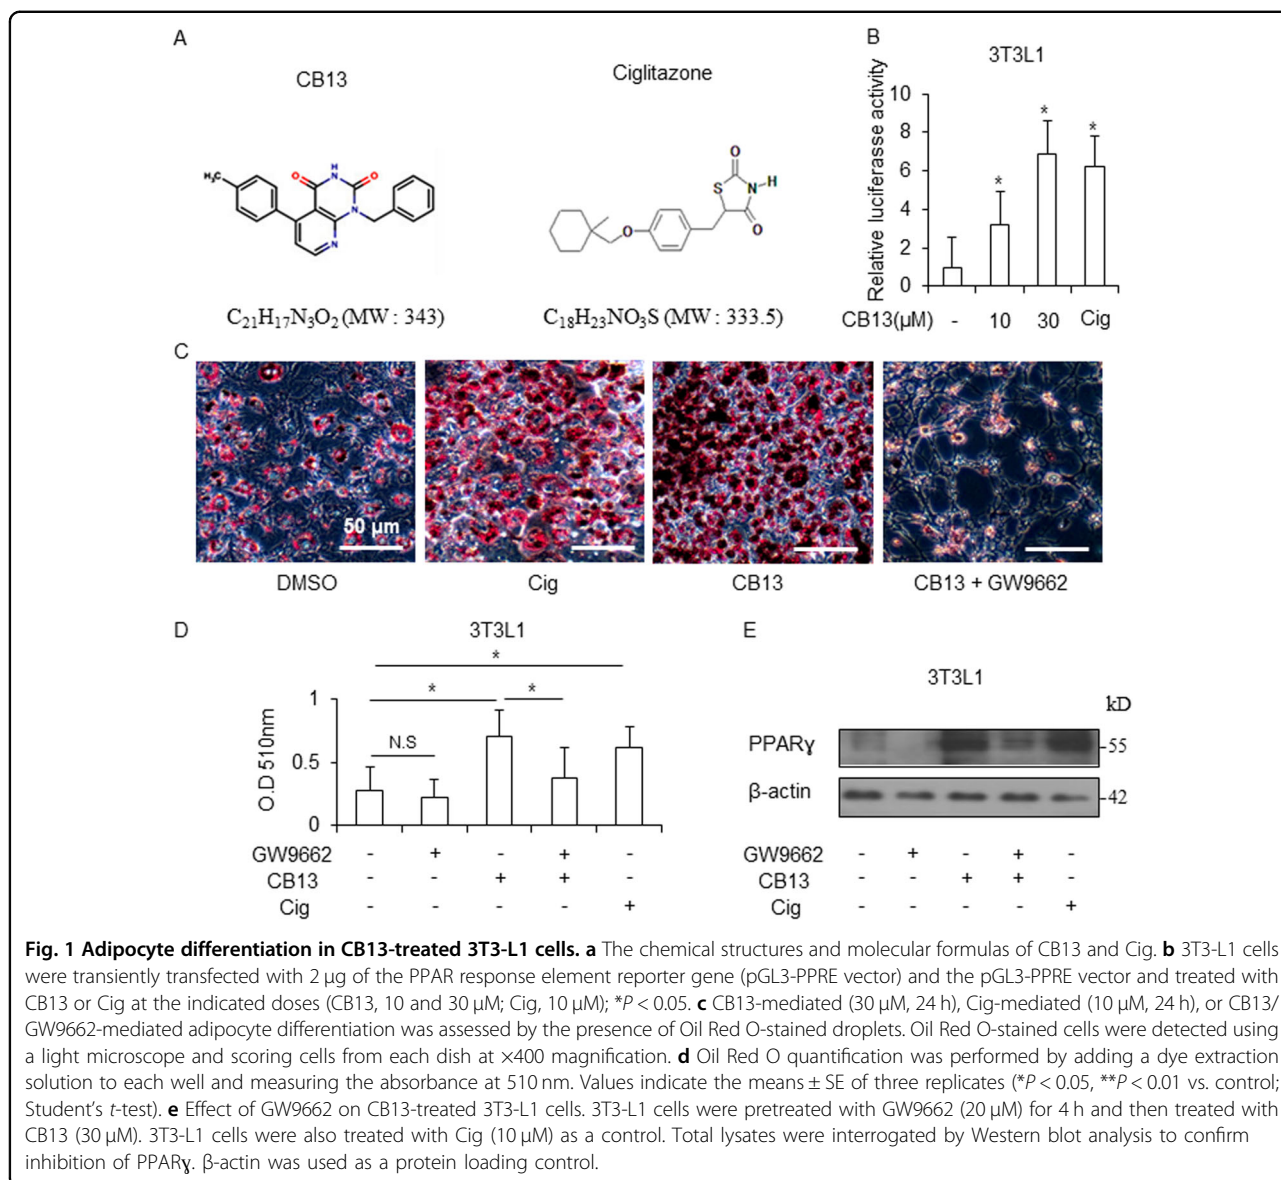 A
CB13
Ciglitazone
H₃C
O
H
N
O
N
N
O
S
N-H
O
O
C₂₁H₁₇N₃O₂ (MW : 343)
C₁₈H₂₃NO₃S (MW : 333.5)
B
3T3L1
Relative luciferasse activity
10
8
6
4
2
0
*
*
*
CB13(µM) - 10 30 Cig
C
50 µm
DMSO
Cig
CB13
CB13 + GW9662
D
3T3L1
*
*
*
N.S
O.D 510nm
1
0.5
0
GW9662 - + - + -
CB13 - - + + -
Cig - - - - +
E
3T3L1
kD
PPARɣ
-55
β-actin
-42
GW9662 - + - + -
CB13 - - + + -
Cig - - - - +
Fig. 1 Adipocyte differentiation in CB13-treated 3T3-L1 cells. a The chemical structures and molecular formulas of CB13 and Cig. b 3T3-L1 cells
were transiently transfected with 2 µg of the PPAR response element reporter gene (pGL3-PPRE vector) and the pGL3-PPRE vector and treated with
CB13 or Cig at the indicated doses (CB13, 10 and 30 µM; Cig, 10 µM); *P < 0.05. c CB13-mediated (30 µM, 24 h), Cig-mediated (10 µM, 24 h), or CB13/
GW9662-mediated adipocyte differentiation was assessed by the presence of Oil Red O-stained droplets. Oil Red O-stained cells were detected using
a light microscope and scoring cells from each dish at ×400 magnification. d Oil Red O quantification was performed by adding a dye extraction
solution to each well and measuring the absorbance at 510 nm. Values indicate the means ± SE of three replicates (*P < 0.05, **P < 0.01 vs. control;
Student's t-test). e Effect of GW9662 on CB13-treated 3T3-L1 cells. 3T3-L1 cells were pretreated with GW9662 (20 µM) for 4 h and then treated with
CB13 (30 µM). 3T3-L1 cells were also treated with Cig (10 µM) as a control. Total lysates were interrogated by Western blot analysis to confirm
inhibition of PPARɣ. β-actin was used as a protein loading control.